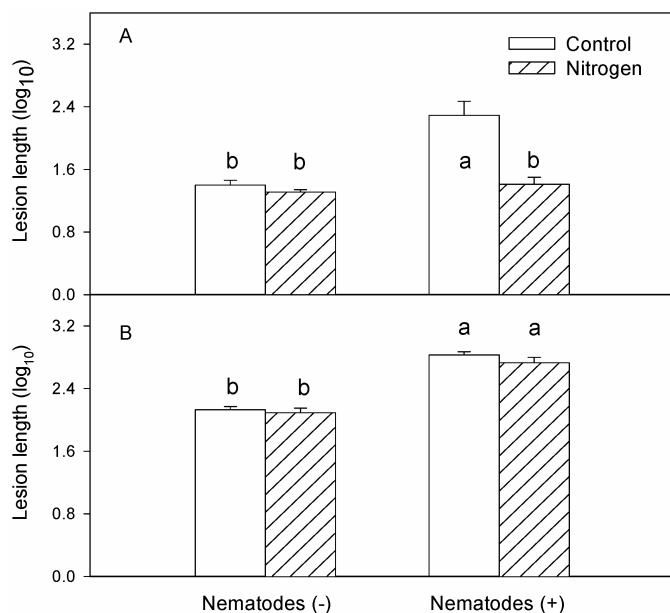 A
Control
Nitrogen
Lesion length (log10)
3.2
2.4
1.6
0.8
0.0
b
b
a
b
B
Lesion length (log10)
3.2
2.4
1.6
0.8
0.0
b
b
a
a
Nematodes (-)
Nematodes (+)